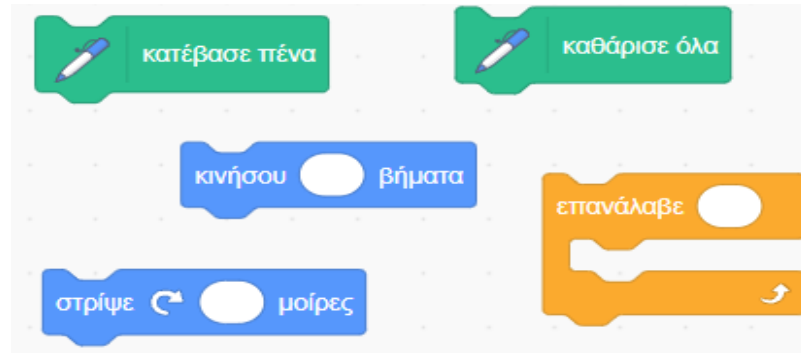 κατέβασε πένα
καθάρισε όλα
κινήσου βήματα
επανάλαβε
στρίψε μοίρες